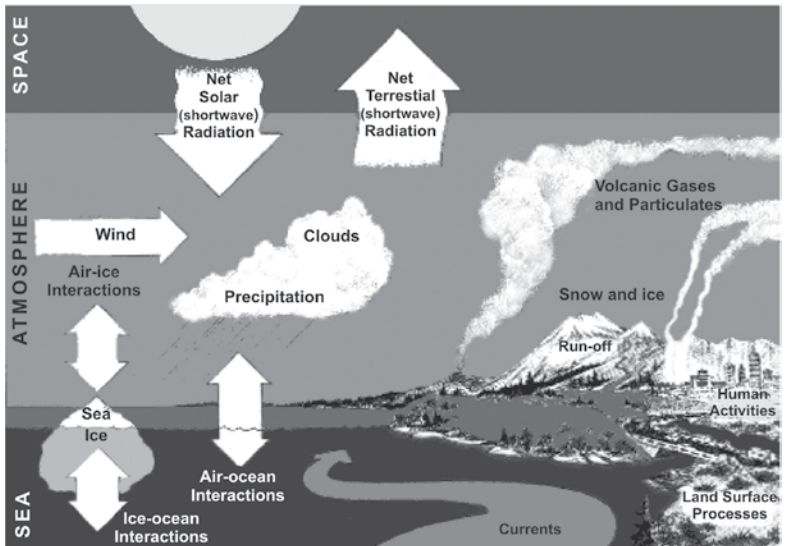 SPACE
Net
Solar
(shortwave)
Radiation
Net
Terrestial
(shortwave)
Radiation
ATMOSPHERE
Volcanic Gases
and Particulates
Wind
Clouds
Air-ice
Interactions
Precipitation
Snow and ice
Run-off
Human
Activities
Sea
Ice
Air-ocean
Interactions
SEA
Ice-ocean
Interactions
Currents
Land Surface
Processes